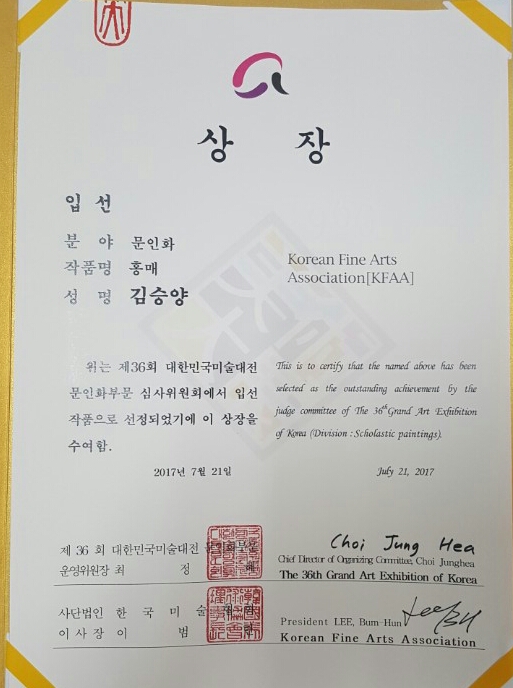 상 장
입 선
분 야 문인화
작품명 홍매
성 명 김승양
Korean Fine Arts
Association[KFAA]
위는 제36회 대한민국미술대전
문인화부문 심사위원회에서 입선
작품으로 선정되었기에 이 상장을
수여함.
2017년 7월 21일
This is to certify that the named above has been
selected as the outstanding achievement by the
judge committee of The 36th Grand Art Exhibition
of Korea (Division : Scholastic paintings).
July 21, 2017
제 36 회 대한민국미술대전 문인화부문
운영위원장 최 정
Choi Jung Hea
Chief Director of Organizing Committee, Choi Junghea
The 36th Grand Art Exhibition of Korea
사단법인 한 국 미 술
이 사 장 이 범
President LEE, Bum-Hun
Korean Fine Arts Association